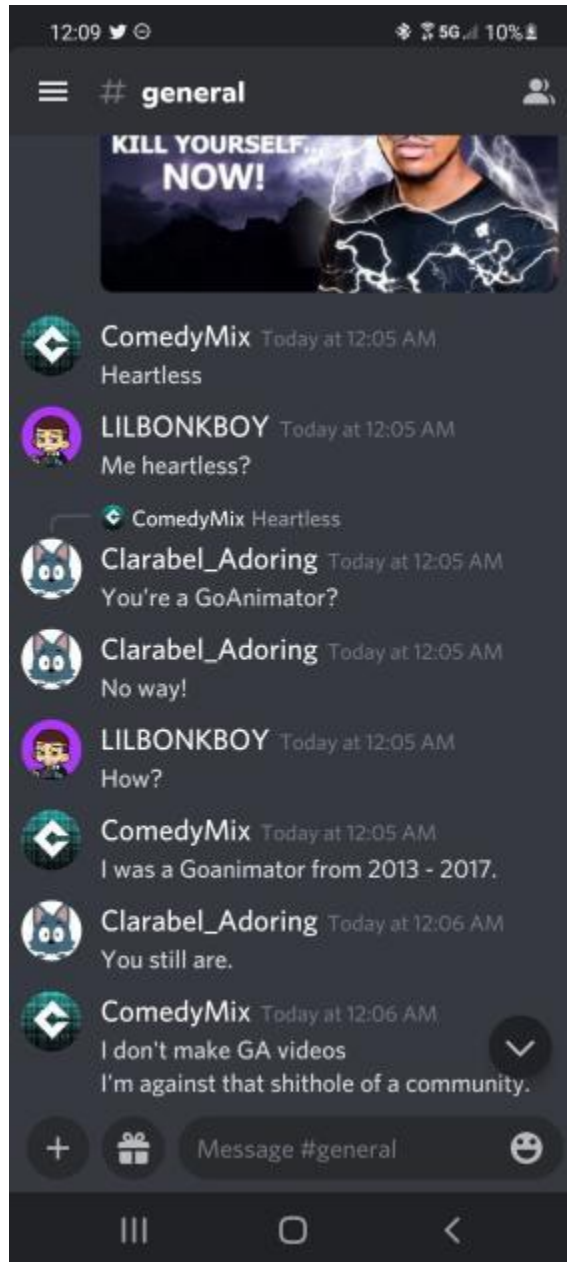 12:09
5G
10%
# general
KILL YOURSELF...
NOW!
ComedyMix Today at 12:05 AM
Heartless
LILBONKBOY Today at 12:05 AM
Me heartless?
ComedyMix Heartless
Clarabel_Adoring Today at 12:05 AM
You're a GoAnimator?
Clarabel_Adoring Today at 12:05 AM
No way!
LILBONKBOY Today at 12:05 AM
How?
ComedyMix Today at 12:05 AM
I was a Goanimator from 2013 - 2017.
Clarabel_Adoring Today at 12:06 AM
You still are.
ComedyMix Today at 12:06 AM
I don't make GA videos
I'm against that shithole of a community.
Message #general